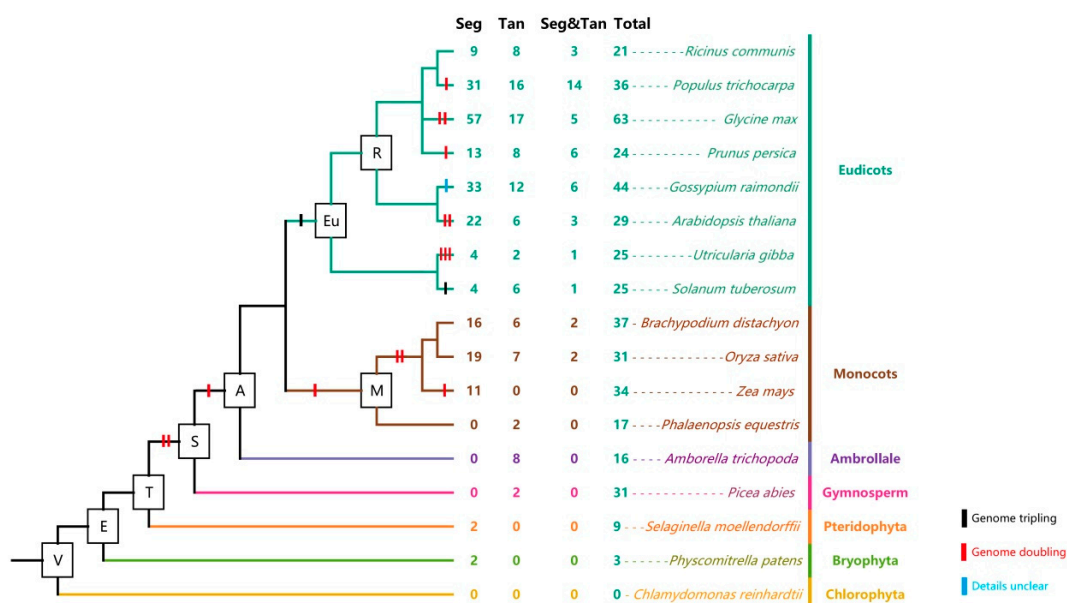 Seg Tan Seg&Tan Total
9 8 3 21 Ricinus communis
31 16 14 36 Populus trichocarpa
57 17 5 63 Glycine max
R 13 8 6 24 Prunus persica
Eudicots
33 12 6 44 Gossypium raimondii
Eu 22 6 3 29 Arabidopsis thaliana
4 2 1 25 Utricularia gibba
4 6 1 25 Solanum tuberosum
16 6 2 37 Brachypodium distachyon
19 7 2 31 Oryza sativa
Monocots
A M 11 0 0 34 Zea mays
0 2 0 17 Phalaenopsis equestris
S
0 8 0 16 Amborella trichopoda Ambrollale
T 0 2 0 31 Picea abies Gymnosperm
E 2 0 0 9 Selaginella moellendorffii Pteridophyta
V 2 0 0 3 Physcomitrella patens Bryophyta
0 0 0 0 Chlamydomonas reinhardtii Chlorophyta
Genome tripling
Genome doubling
Details unclear